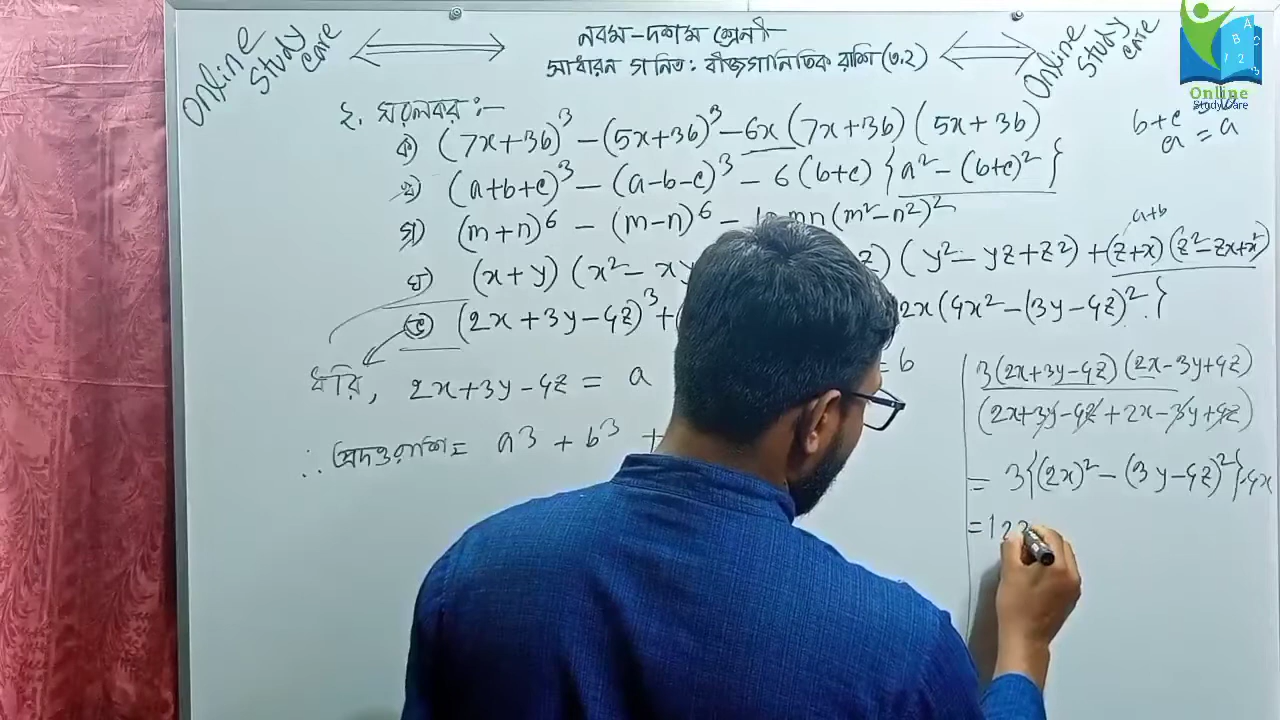 Online Study Care
নবম-দশম শ্রেণী
সাধারন গনিত: বীজগানিতিক রাশি (৩.২)
Online Study Care
Online
Study Care
২. সরলকর :-
b+c
a = a
ক) (7x+3b)³ - (5x+3b)³ - 6x (7x+3b) (5x+3b)
খ) (a+b+c)³ - (a-b-c)³ - 6 (b+c) {a² - (b+c)²}
গ) (m+n)⁶ - (m-n)⁶ - mn (m²-n²)²
a+b
ঘ) (x+y) (x² - xy z) (y² - yz + z²) + (z+x) (z² - zx + x²)
ঙ) (2x + 3y - 4z)³ + 2x (4x² - (3y - 4z)² }
ধরি, 2x+3y-4z = a = b
∴ প্রদত্তরাশি = a³ + b³ +
3 (2x+3y-4z) (2x-3y+4z)
(2x+3y-4z + 2x-3y+4z)
= 3 {(2x)² - (3y-4z)²} . 4x
= 12